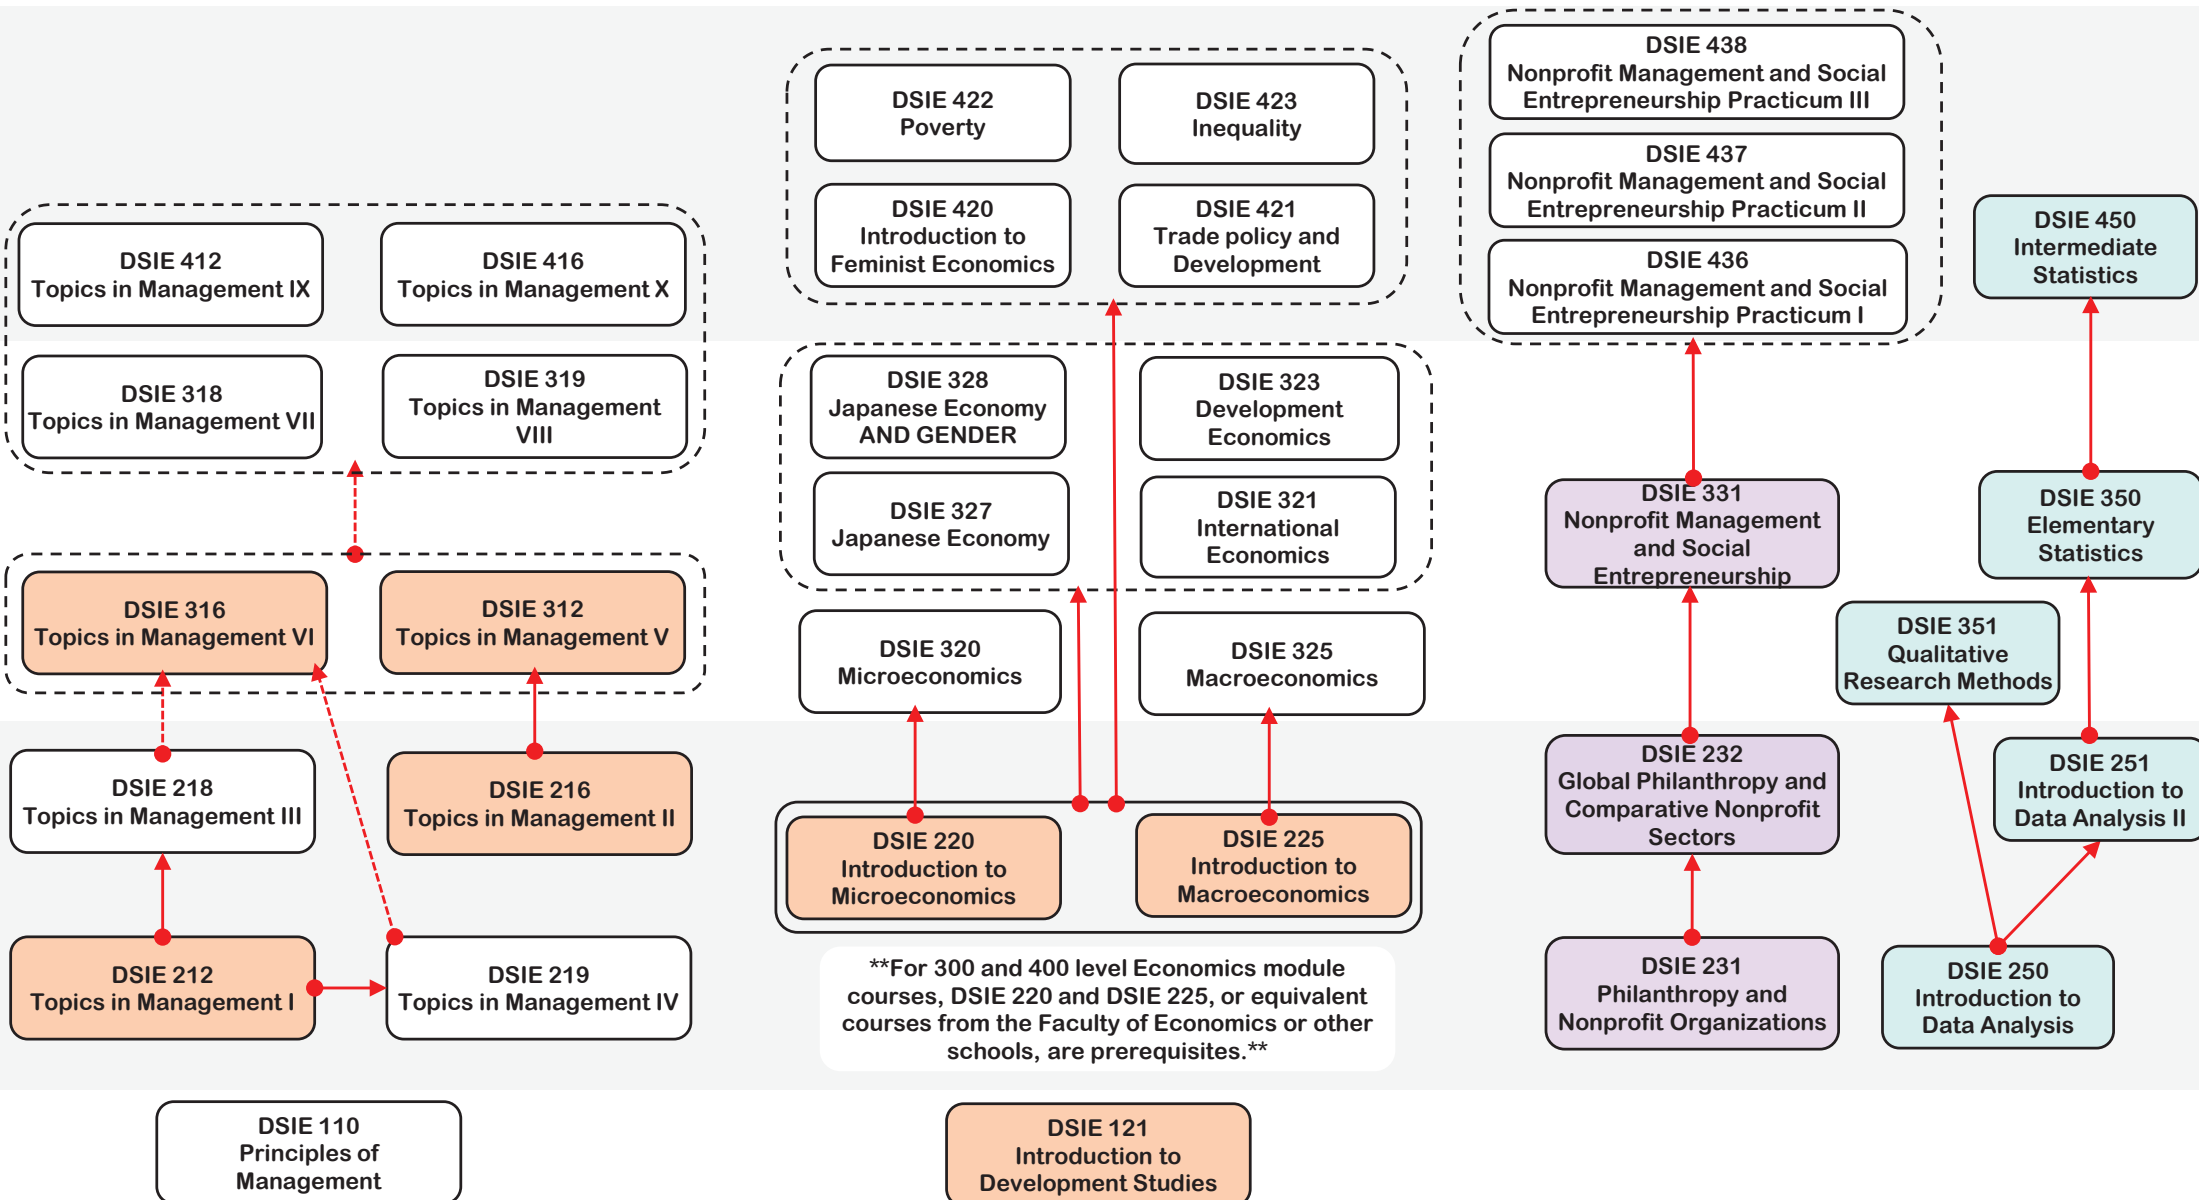 DSIE 438
Nonprofit Management and Social
Entrepreneurship Practicum III
DSIE 422
Poverty
DSIE 423
Inequality
DSIE 437
Nonprofit Management and Social
Entrepreneurship Practicum II
DSIE 420
Introduction to
Feminist Economics
DSIE 421
Trade policy and
Development
DSIE 450
Intermediate
Statistics
DSIE 412
Topics in Management IX
DSIE 416
Topics in Management X
DSIE 436
Nonprofit Management and Social
Entrepreneurship Practicum I
DSIE 318
Topics in Management VII
DSIE 319
Topics in Management
VIII
DSIE 328
Japanese Economy
AND GENDER
DSIE 323
Development
Economics
DSIE 327
Japanese Economy
DSIE 321
International
Economics
DSIE 331
Nonprofit Management
and Social
Entrepreneurship
DSIE 350
Elementary
Statistics
DSIE 316
Topics in Management VI
DSIE 312
Topics in Management V
DSIE 320
Microeconomics
DSIE 325
Macroeconomics
DSIE 351
Qualitative
Research Methods
DSIE 218
Topics in Management III
DSIE 216
Topics in Management II
DSIE 220
Introduction to
Microeconomics
DSIE 225
Introduction to
Macroeconomics
DSIE 232
Global Philanthropy and
Comparative Nonprofit
Sectors
DSIE 251
Introduction to
Data Analysis II
DSIE 212
Topics in Management I
DSIE 219
Topics in Management IV
**For 300 and 400 level Economics module
courses, DSIE 220 and DSIE 225, or equivalent
courses from the Faculty of Economics or other
schools, are prerequisites.**
DSIE 231
Philanthropy and
Nonprofit Organizations
DSIE 250
Introduction to
Data Analysis
DSIE 110
Principles of
Management
DSIE 121
Introduction to
Development Studies